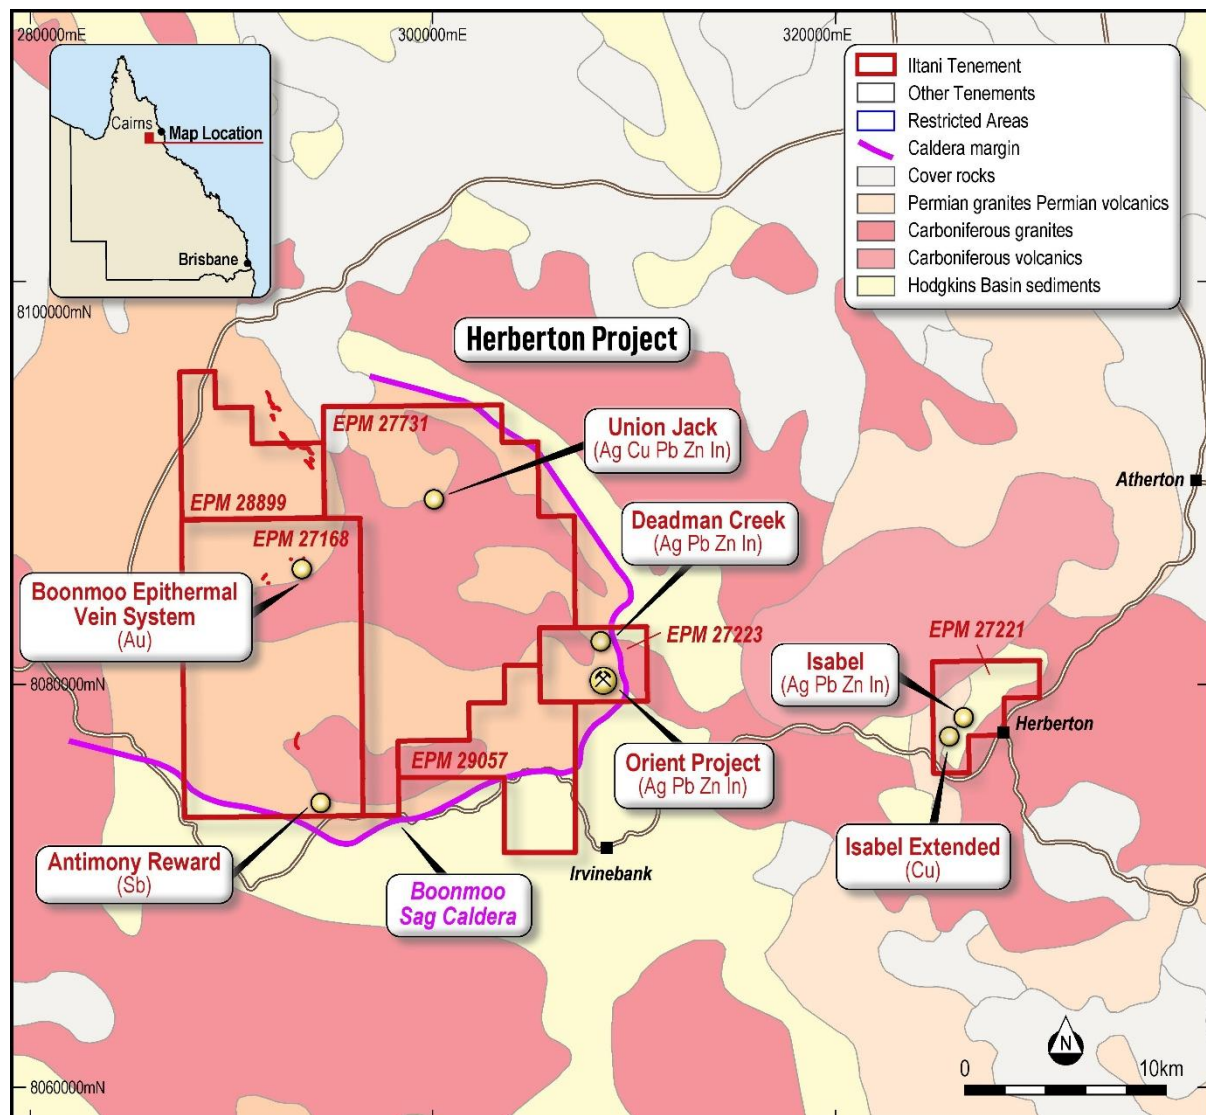 280000mE
300000mE
320000mE
Cairns
Map Location
Brisbane
Iltani Tenement
Other Tenements
Restricted Areas
Caldera margin
Cover rocks
Permian granites Permian volcanics
Carboniferous granites
Carboniferous volcanics
Hodgkins Basin sediments
8100000mN
Herberton Project
EPM 27731
Union Jack
(Ag Cu Pb Zn In)
Atherton
EPM 28899
Deadman Creek
(Ag Pb Zn In)
EPM 27168
Boonmoo Epithermal
Vein System
(Au)
EPM 27223
EPM 27221
Isabel
(Ag Pb Zn In)
8080000mN
Herberton
EPM 29057
Orient Project
(Ag Pb Zn In)
Antimony Reward
(Sb)
Boonmoo
Sag Caldera
Irvinebank
Isabel Extended
(Cu)
N
0
10km
8060000mN